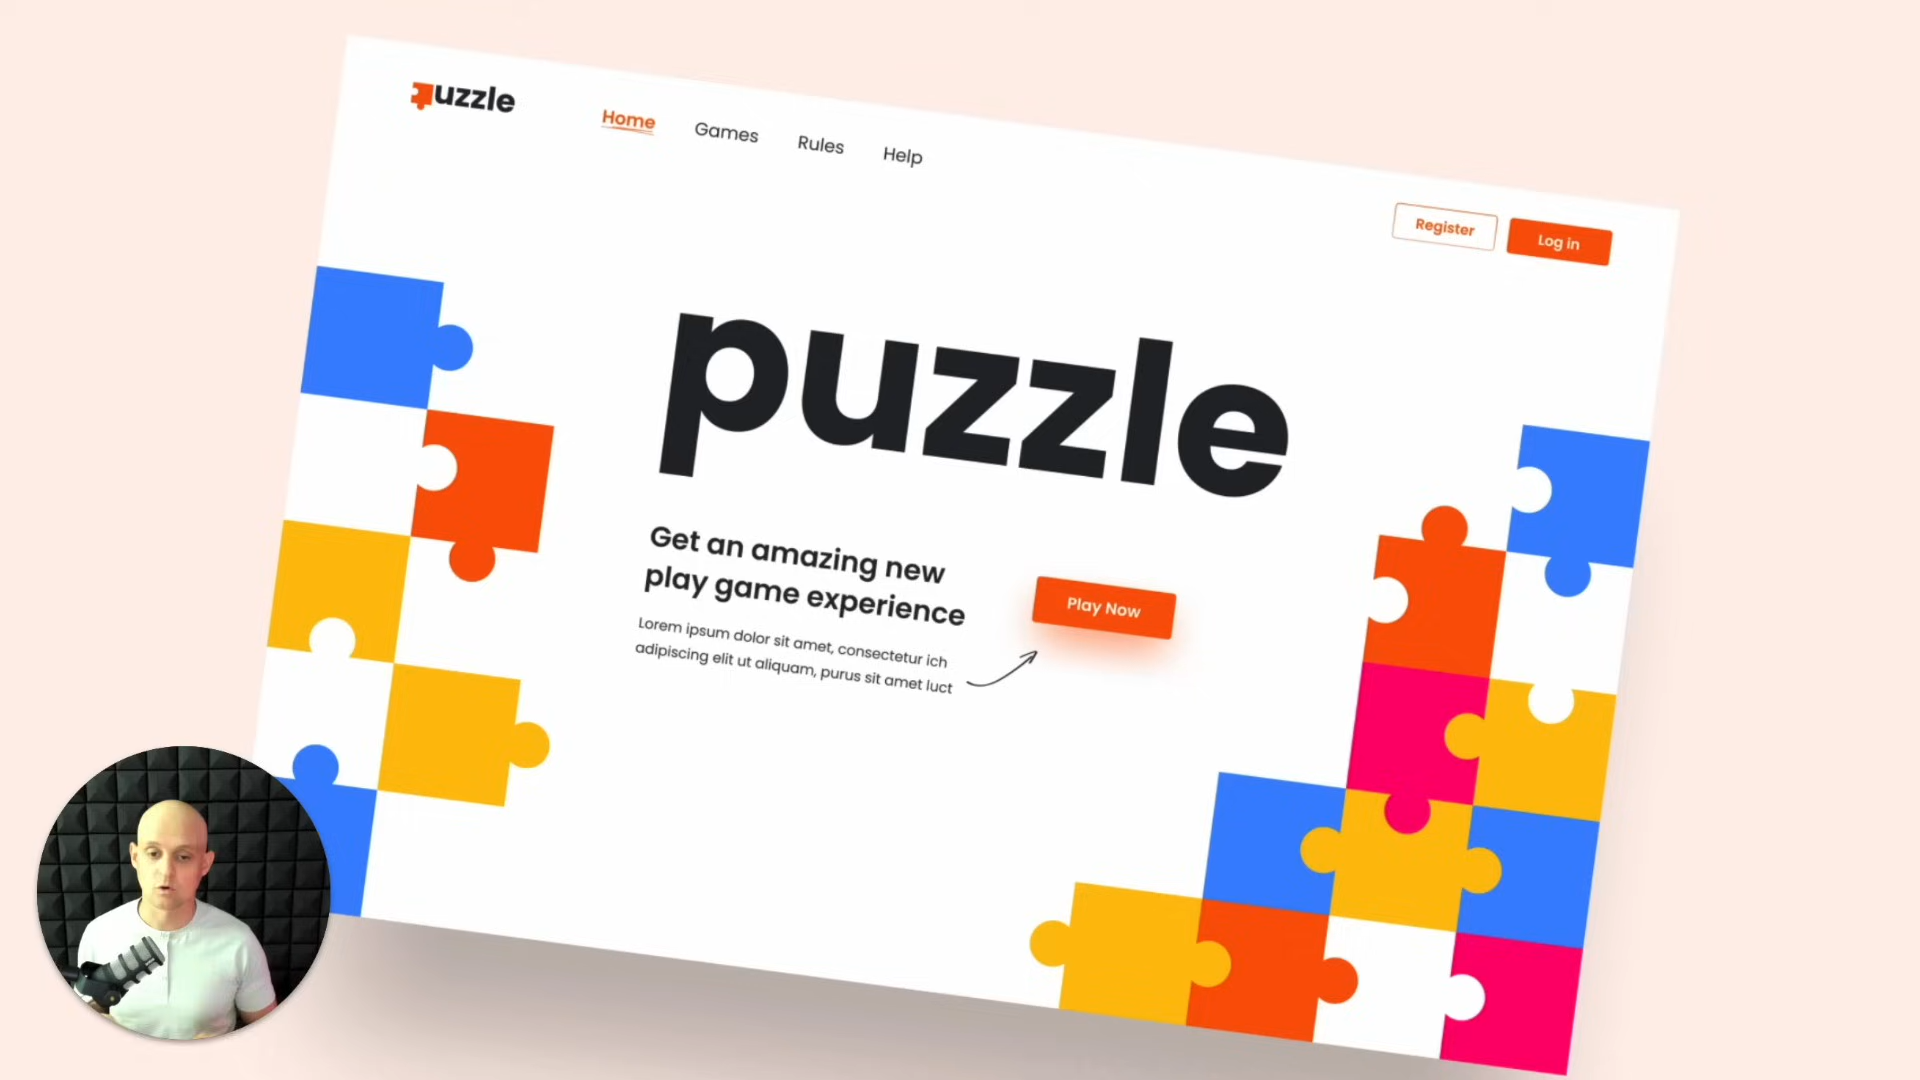 uzzle
Home
Games
Rules
Help
Register
Log in
puzzle
Get an amazing new
play game experience
Lorem ipsum dolor sit amet, consectetur ich
adipiscing elit ut aliquam, purus sit amet luct
Play Now